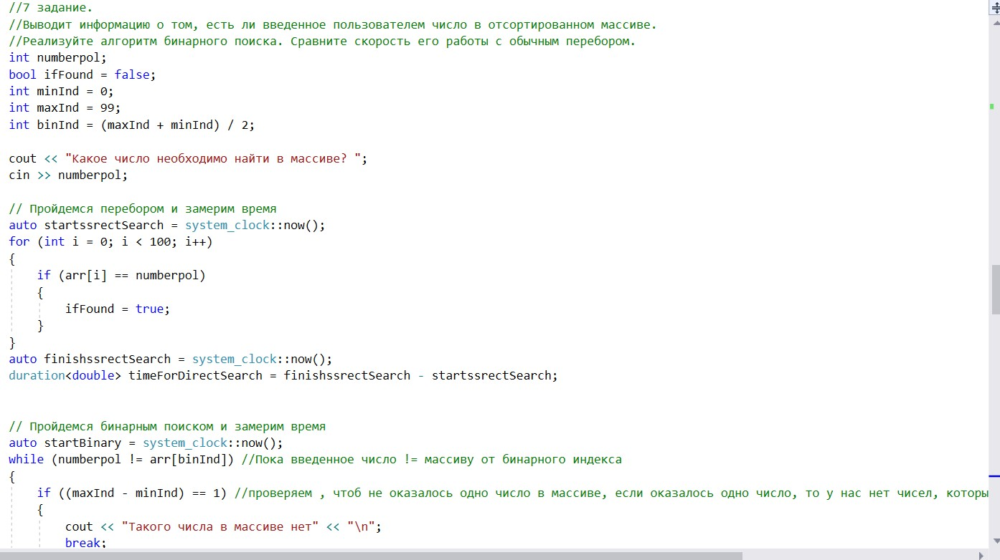 //7 задание.
//Выводит информацию о том, есть ли введенное пользователем число в отсортированном массиве.
//Реализуйте алгоритм бинарного поиска. Сравните скорость его работы с обычным перебором.
int numberpol;
bool ifFound = false;
int minInd = 0;
int maxInd = 99;
int binInd = (maxInd + minInd) / 2;

cout << "Какое число необходимо найти в массиве? ";
cin >> numberpol;

// Пройдемся перебором и замерим время
auto startssrectSearch = system_clock::now();
for (int i = 0; i < 100; i++)
{
    if (arr[i] == numberpol)
    {
        ifFound = true;
    }
}
auto finishssrectSearch = system_clock::now();
duration<double> timeForDirectSearch = finishssrectSearch - startssrectSearch;

// Пройдемся бинарным поиском и замерим время
auto startBinary = system_clock::now();
while (numberpol != arr[binInd]) //Пока введенное число != массиву от бинарного индекса
{
    if ((maxInd - minInd) == 1) //проверяем , чтоб не оказалось одно число в массиве, если оказалось одно число, то у нас нет чисел, которы
    {
        cout << "Такого числа в массиве нет" << "\n";
        break;